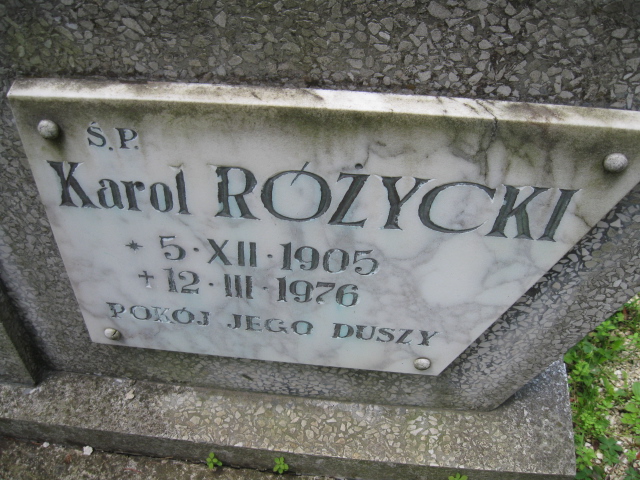 Ś.P.
Karol RÓŻYCKI
* 5 · XII · 1905
† 12 · III · 1976
POKÓJ JEGO DUSZY